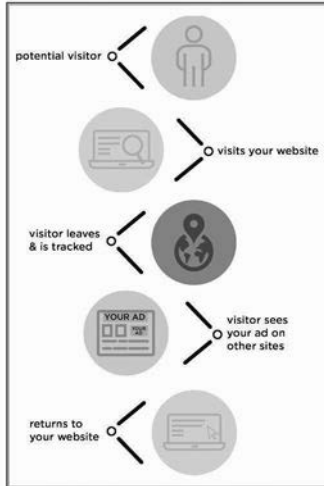 potential visitor
visits your website
visitor leaves
& is tracked
YOUR AD
YOUR
AD
visitor sees
your ad on
other sites
returns to
your website